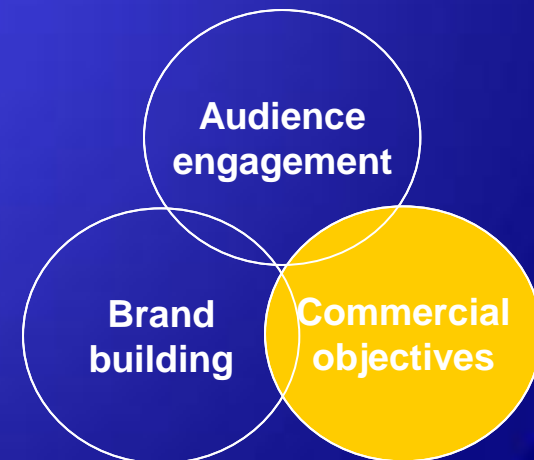 Audience
engagement
Brand
building
Commercial
objectives